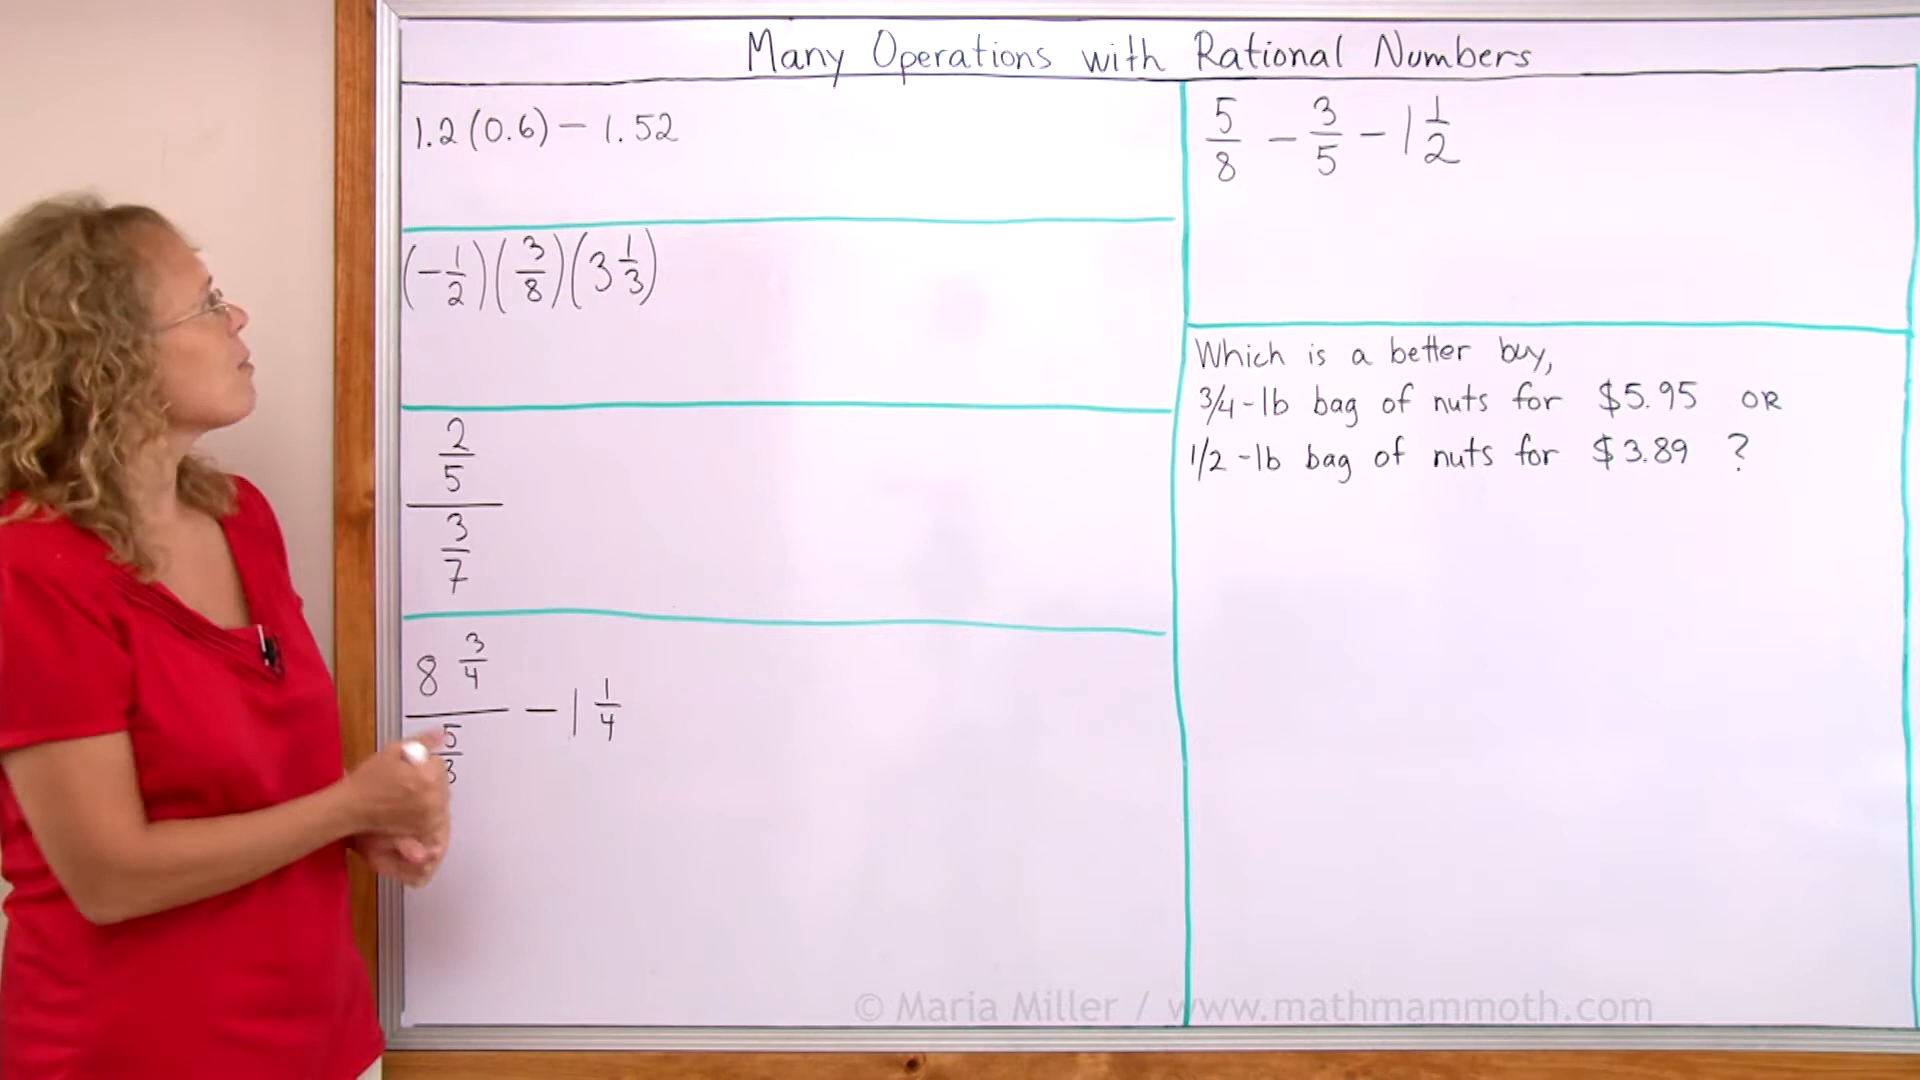 Many Operations with Rational Numbers
1.2(0.6) − 1.52
(−1/2)(3/8)(3 1/3)
2/5
3/7
8 3/4
5/3
− 1 1/4
5/8 − 3/5 − 1 1/2
Which is a better buy,
3/4-lb bag of nuts for $5.95 OR
1/2-lb bag of nuts for $3.89 ?
© Maria Miller / www.mathmammoth.com